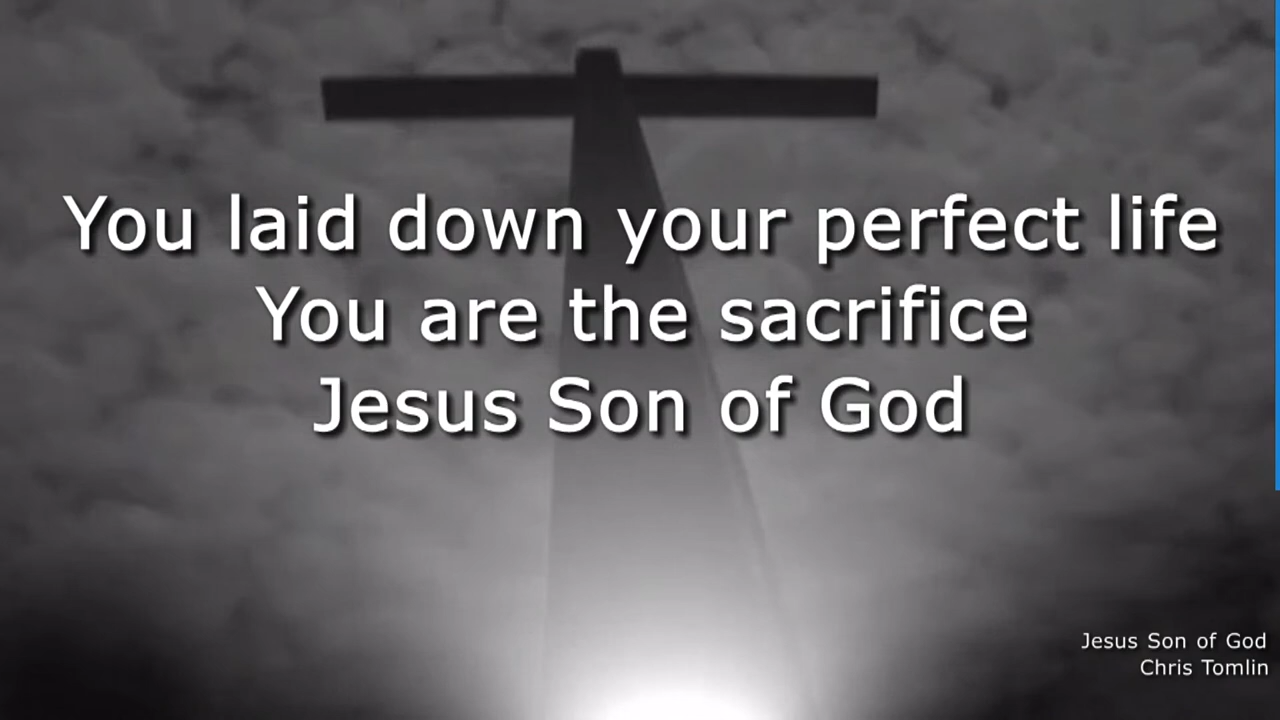 You laid down your perfect life
You are the sacrifice
Jesus Son of God
Jesus Son of God
Chris Tomlin